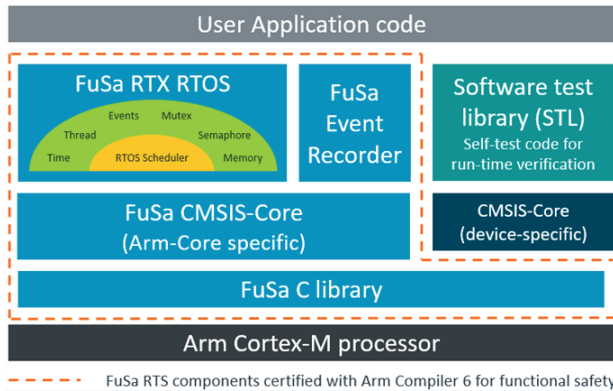 User Application code
FuSa RTX RTOS
Events
Mutex
Thread
Semaphore
Time
RTOS Scheduler
Memory
FuSa
Event
Recorder
Software test
library (STL)
Self-test code for
run-time verification
FuSa CMSIS-Core
(Arm-Core specific)
CMSIS-Core
(device-specific)
FuSa C library
Arm Cortex-M processor
FuSa RTS components certified with Arm Compiler 6 for functional safety